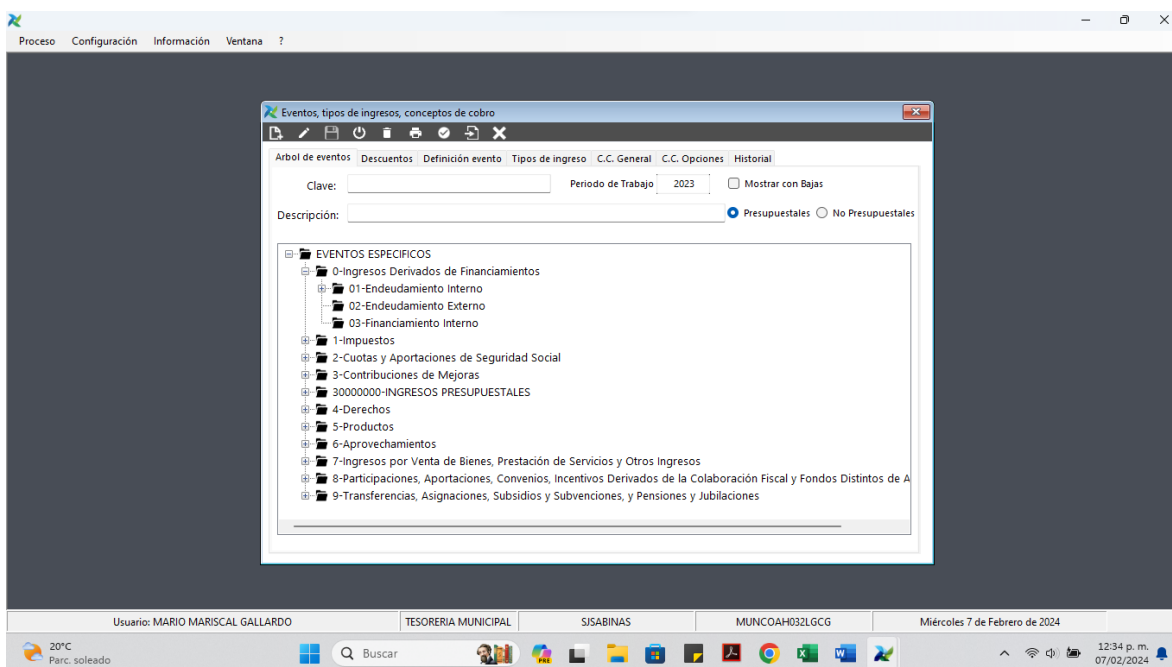 Proceso Configuración Información Ventana ?
Eventos, tipos de ingresos, conceptos de cobro
Arbol de eventos Descuentos Definición evento Tipos de ingreso C.C. General C.C. Opciones Historial
Clave: Periodo de Trabajo 2023 Mostrar con Bajas
Descripción: Presupuestales No Presupuestales
EVENTOS ESPECIFICOS
0-Ingresos Derivados de Financiamientos
01-Endeudamiento Interno
02-Endeudamiento Externo
03-Financiamiento Interno
1-Impuestos
2-Cuotas y Aportaciones de Seguridad Social
3-Contribuciones de Mejoras
30000000-INGRESOS PRESUPUESTALES
4-Derechos
5-Productos
6-Aprovechamientos
7-Ingresos por Venta de Bienes, Prestación de Servicios y Otros Ingresos
8-Participaciones, Aportaciones, Convenios, Incentivos Derivados de la Colaboración Fiscal y Fondos Distintos de A
9-Transferencias, Asignaciones, Subsidios y Subvenciones, y Pensiones y Jubilaciones
Usuario: MARIO MARISCAL GALLARDO TESORERIA MUNICIPAL SJSABINAS MUNCOAH032LGCG Miércoles 7 de Febrero de 2024
20°C
Parc. soleado
Buscar
PRE
12:34 p. m.
07/02/2024